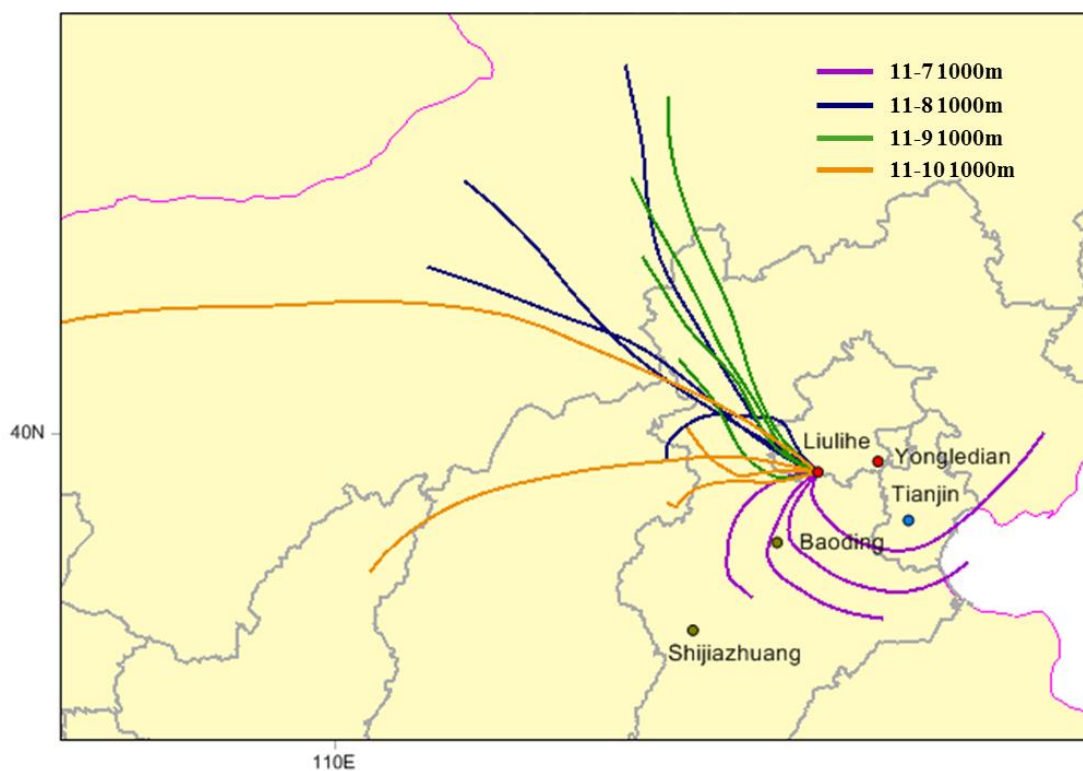 11-7 1000m
11-8 1000m
11-9 1000m
11-10 1000m
40N
Liulihe
Yongledian
Tianjin
Baoding
Shijiazhuang
110E